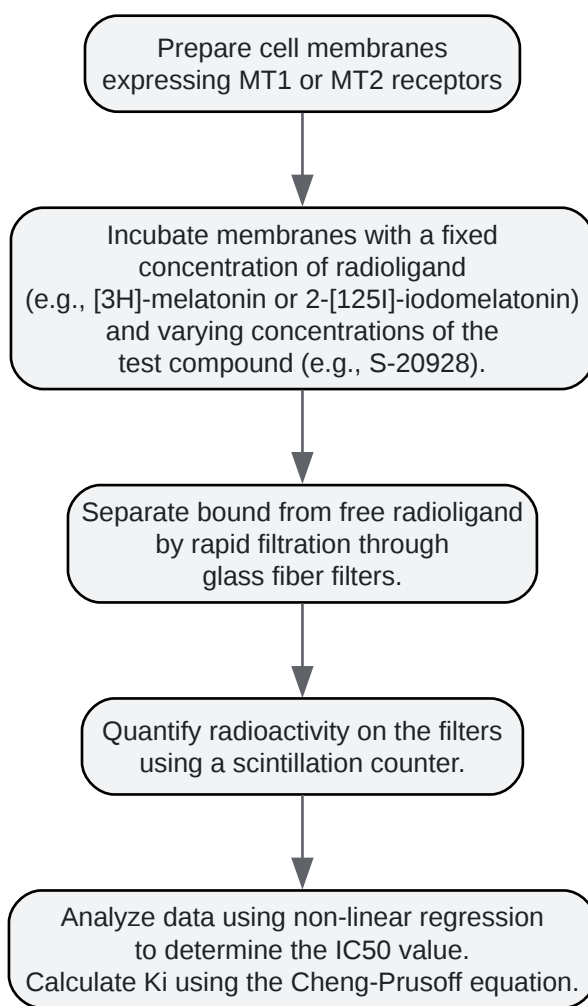 Prepare cell membranes
expressing MT1 or MT2 receptors
Incubate membranes with a fixed
concentration of radioligand
(e.g., [3H]-melatonin or 2-[125I]-iodomelatonin)
and varying concentrations of the
test compound (e.g., S-20928).
Separate bound from free radioligand
by rapid filtration through
glass fiber filters.
Quantify radioactivity on the filters
using a scintillation counter.
Analyze data using non-linear regression
to determine the IC50 value.
Calculate Ki using the Cheng-Prusoff equation.